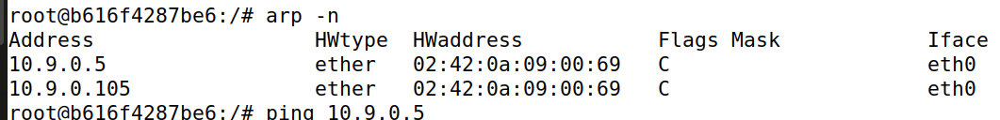 root@b616f4287be6:/# arp -n
Address HWtype HWaddress Flags Mask Iface
10.9.0.5 ether 02:42:0a:09:00:69 C eth0
10.9.0.105 ether 02:42:0a:09:00:69 C eth0
root@b616f4287be6:/# ping 10.9.0.5